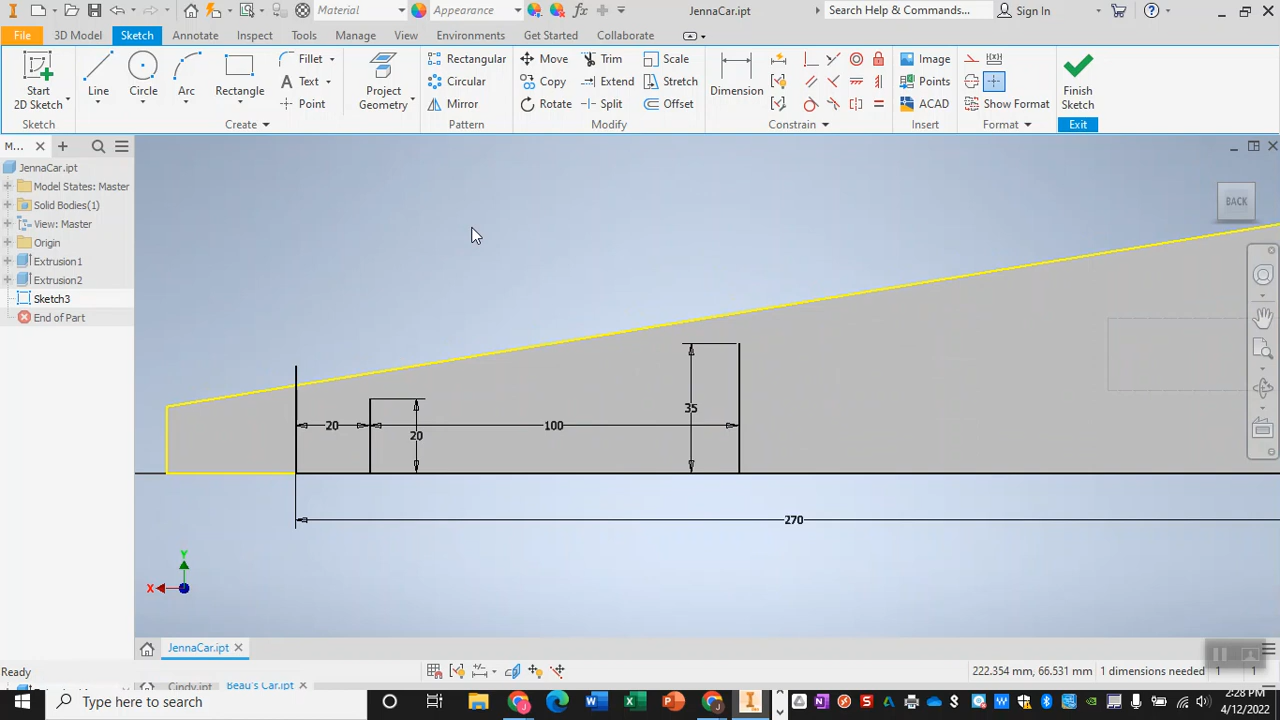 Material
Appearance
fx
JennaCar.ipt
Search Help & Commands...
Sign In
?
File
3D Model
Sketch
Annotate
Inspect
Tools
Manage
View
Environments
Get Started
Collaborate
Start
2D Sketch
Line
Circle
Arc
Rectangle
Fillet
Text
A
Point
Project
Geometry
Rectangular
Circular
Mirror
Move
Copy
Rotate
Trim
Extend
Split
Scale
Stretch
Offset
Dimension
Image
Points
ACAD
Show Format
Finish
Sketch
Sketch
Create
Pattern
Modify
Constrain
Insert
Format
Exit
M...
JennaCar.ipt
Model States: Master
Solid Bodies(1)
View: Master
Origin
Extrusion1
Extrusion2
Sketch3
End of Part
BACK
35
20
100
20
270
Y
X
JennaCar.ipt
Ready
222.354 mm, 66.531 mm
1 dimensions needed
1
1
Cindy.ipt
Beau's Car.ipt
Type here to search
2:28 PM
4/12/2022